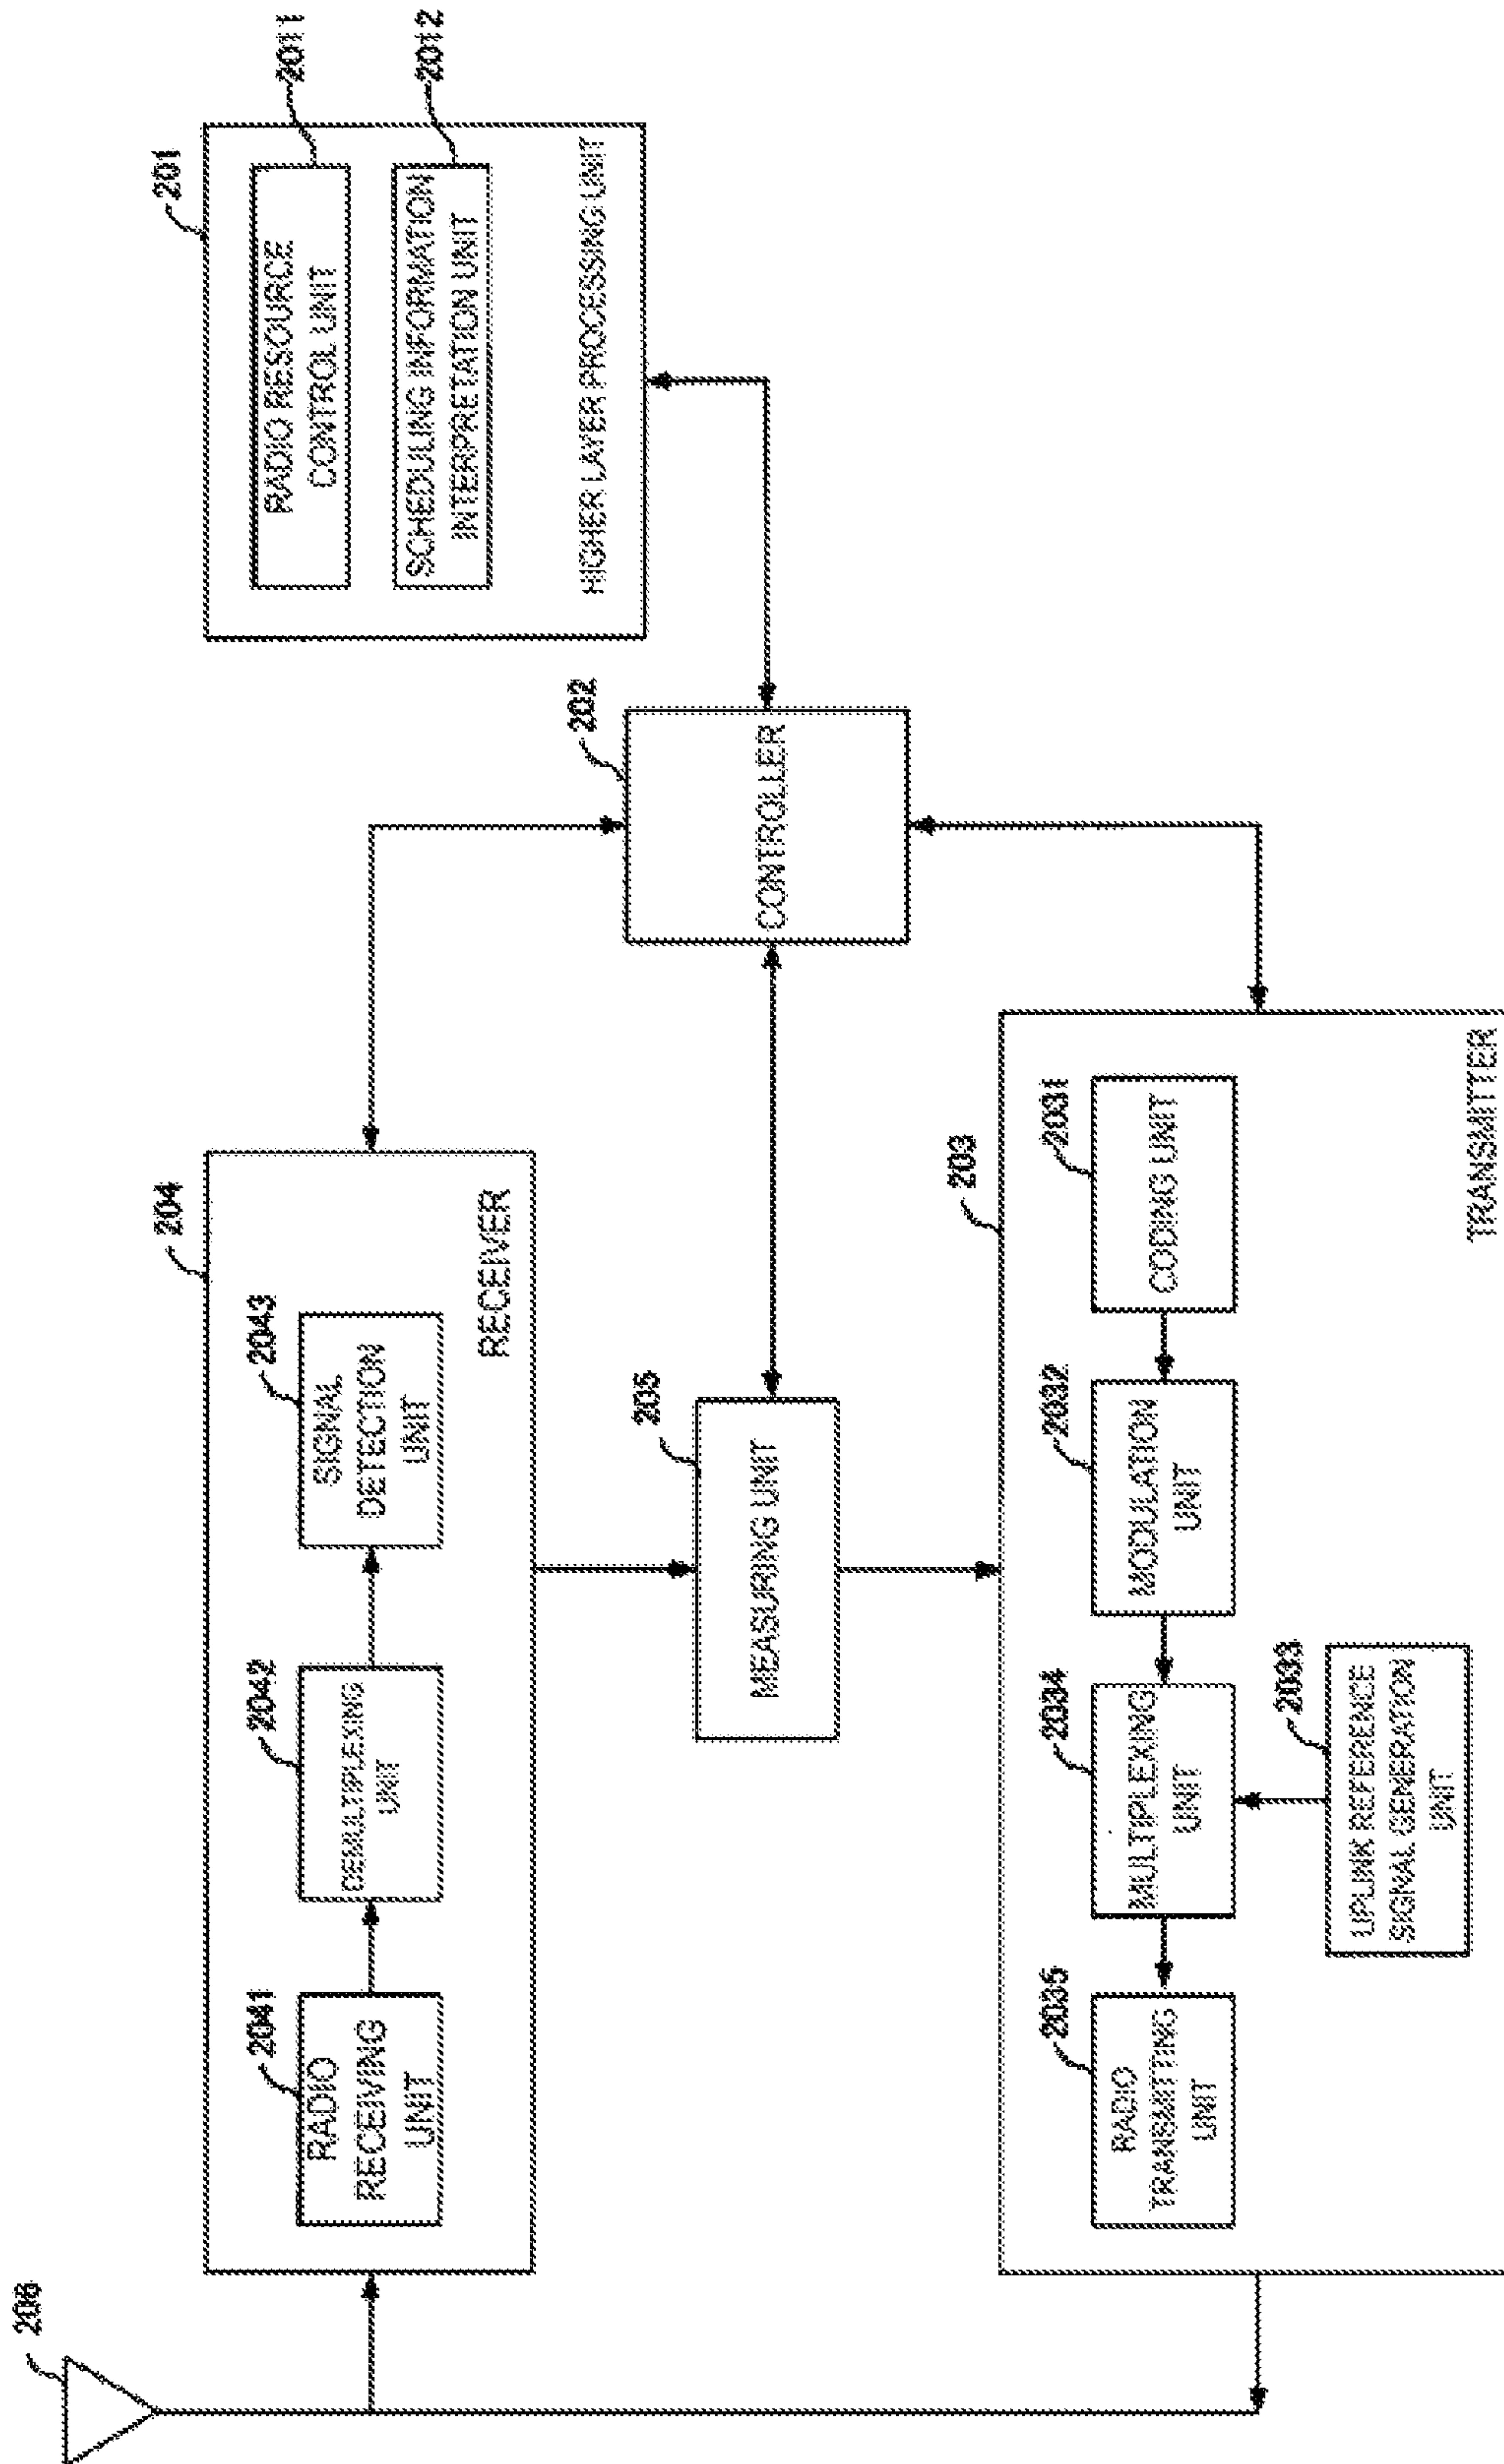 206
204
2041
RADIO
RECEIVING
UNIT
2042
DEMULTIPLEXING
UNIT
2043
SIGNAL
DETECTION
UNIT
RECEIVER
201
RADIO RESOURCE
CONTROL UNIT
2011
SCHEDULING INFORMATION
INTERPRETATION UNIT
2012
HIGHER LAYER PROCESSING UNIT
205
MEASURING UNIT
202
CONTROLLER
203
2035
RADIO
TRANSMITTING
UNIT
2034
MULTIPLEXING
UNIT
2032
MODULATION
UNIT
2031
CODING UNIT
2033
UPLINK REFERENCE
SIGNAL GENERATION
UNIT
TRANSMITTER